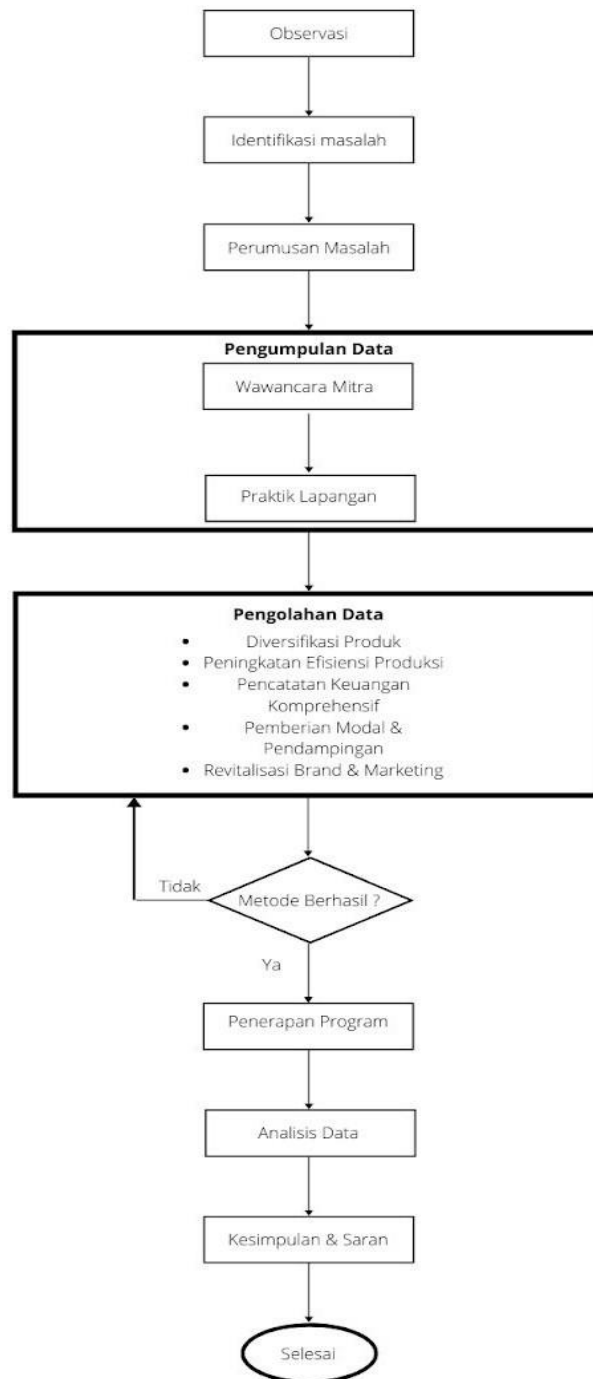 Observasi
Identifikasi masalah
Perumusan Masalah
Pengumpulan Data
Wawancara Mitra
Praktik Lapangan
Pengolahan Data
• Diversifikasi Produk
• Peningkatan Efisiensi Produksi
• Pencatatan Keuangan
Komprehensif
• Pemberian Modal &
Pendampingan
• Revitalisasi Brand & Marketing
Tidak
Metode Berhasil ?
Ya
Penerapan Program
Analisis Data
Kesimpulan & Saran
Selesai